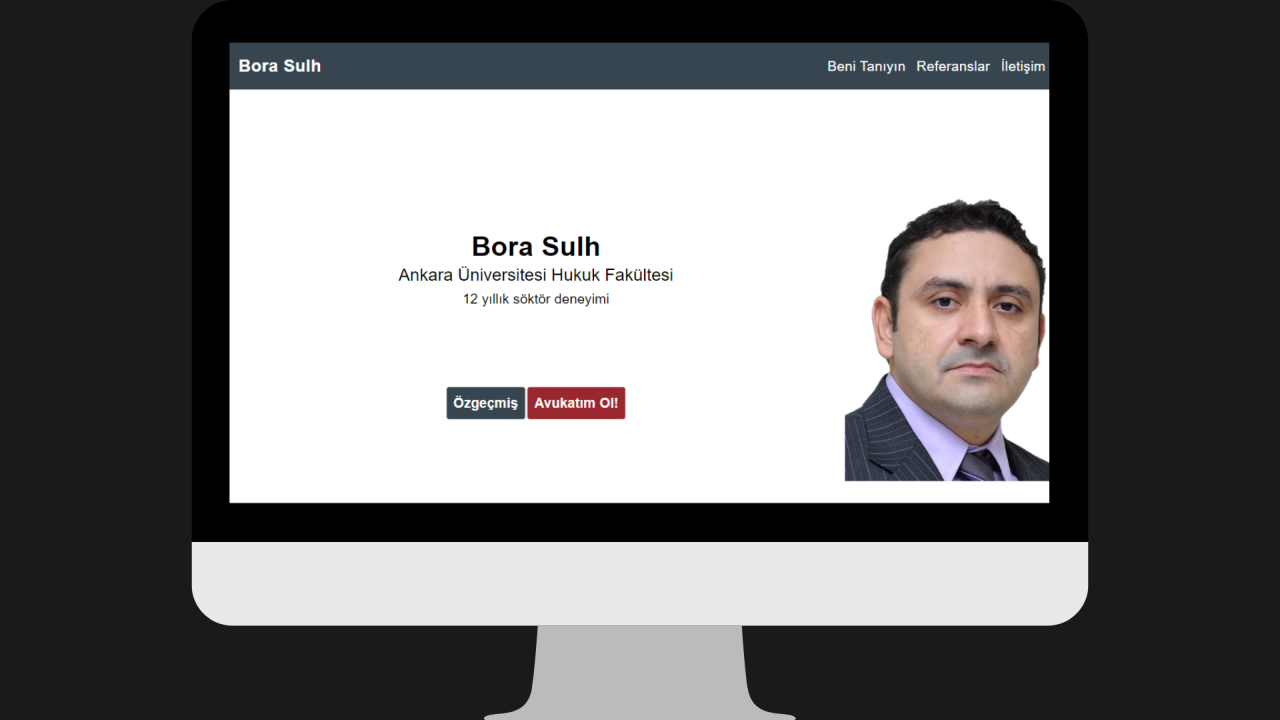 Bora Sulh
Beni Tanıyın Referanslar İletişim
Bora Sulh
Ankara Üniversitesi Hukuk Fakültesi
12 yıllık söktör deneyimi
Özgeçmiş Avukatım Ol!